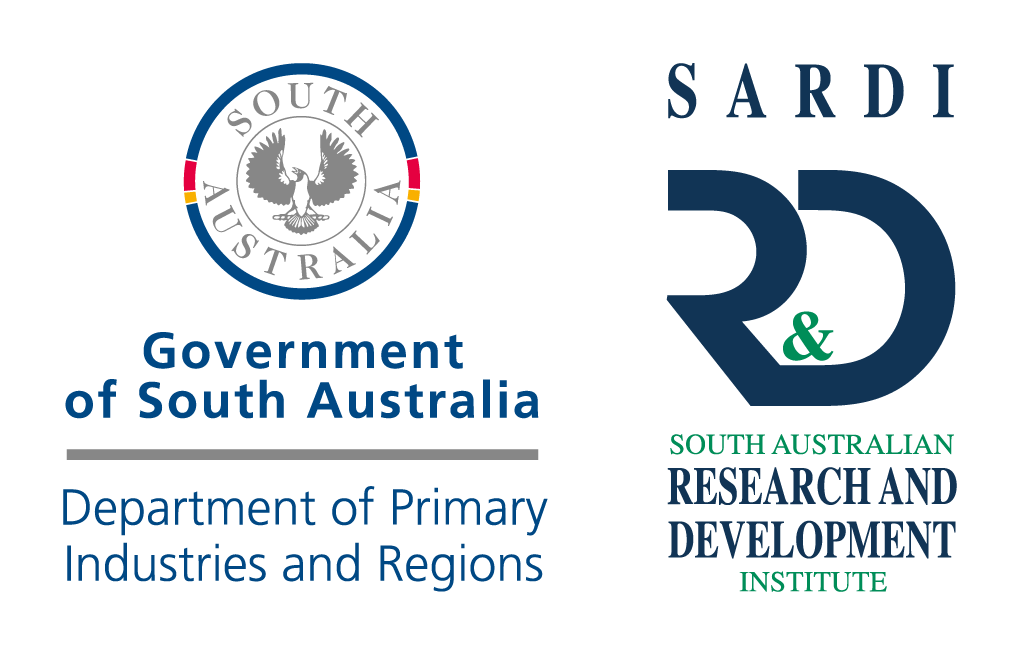 SOUTH
AUSTRALIA
Government
of South Australia
Department of Primary
Industries and Regions
SARDI
R&D
SOUTH AUSTRALIAN
RESEARCH AND
DEVELOPMENT
INSTITUTE